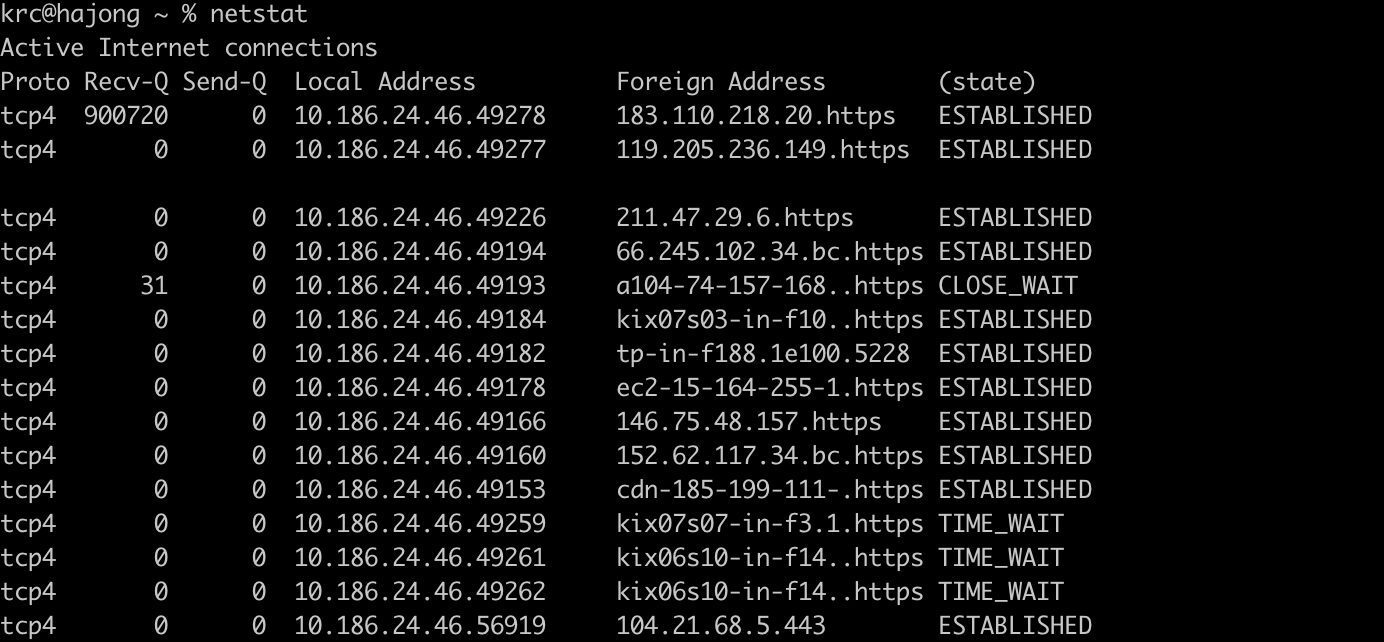 krc@hajong ~ % netstat
Active Internet connections
Proto Recv-Q Send-Q  Local Address          Foreign Address        (state)
tcp4  900720      0  10.186.24.46.49278     183.110.218.20.https   ESTABLISHED
tcp4       0      0  10.186.24.46.49277     119.205.236.149.https  ESTABLISHED
tcp4       0      0  10.186.24.46.49226     211.47.29.6.https      ESTABLISHED
tcp4       0      0  10.186.24.46.49194     66.245.102.34.bc.https ESTABLISHED
tcp4      31      0  10.186.24.46.49193     a104-74-157-168..https CLOSE_WAIT
tcp4       0      0  10.186.24.46.49184     kix07s03-in-f10..https ESTABLISHED
tcp4       0      0  10.186.24.46.49182     tp-in-f188.1e100.5228  ESTABLISHED
tcp4       0      0  10.186.24.46.49178     ec2-15-164-255-1.https ESTABLISHED
tcp4       0      0  10.186.24.46.49166     146.75.48.157.https    ESTABLISHED
tcp4       0      0  10.186.24.46.49160     152.62.117.34.bc.https ESTABLISHED
tcp4       0      0  10.186.24.46.49153     cdn-185-199-111-.https ESTABLISHED
tcp4       0      0  10.186.24.46.49259     kix07s07-in-f3.1.https TIME_WAIT
tcp4       0      0  10.186.24.46.49261     kix06s10-in-f14..https TIME_WAIT
tcp4       0      0  10.186.24.46.49262     kix06s10-in-f14..https TIME_WAIT
tcp4       0      0  10.186.24.46.56919     104.21.68.5.443        ESTABLISHED